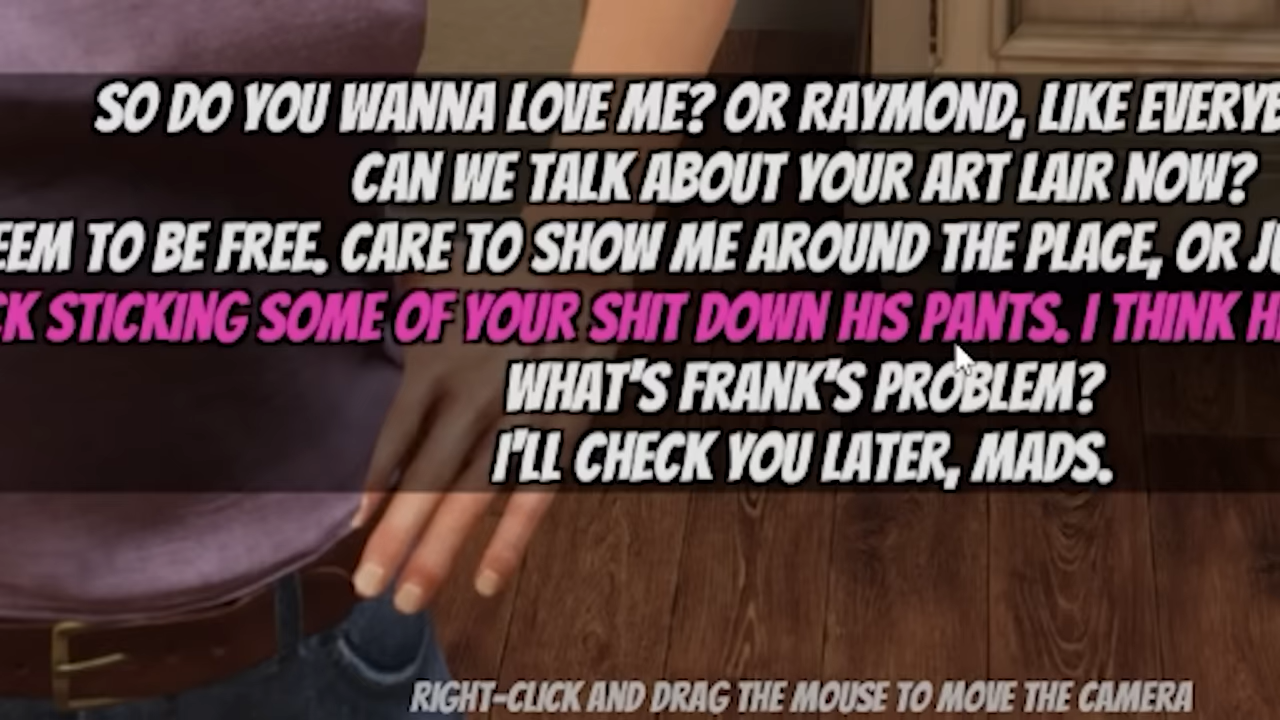 SO DO YOU WANNA LOVE ME? OR RAYMOND, LIKE
CAN WE TALK ABOUT YOUR ART LAIR NOW?
TO BE FREE. CARE TO SHOW ME AROUND THE PLACE, OR
STICKING SOME OF YOUR SHIT DOWN HIS PANTS. I THINK
WHAT'S FRANK'S PROBLEM?
I'LL CHECK YOU LATER, MADS.
RIGHT-CLICK AND DRAG THE MOUSE TO MOVE THE CAMERA